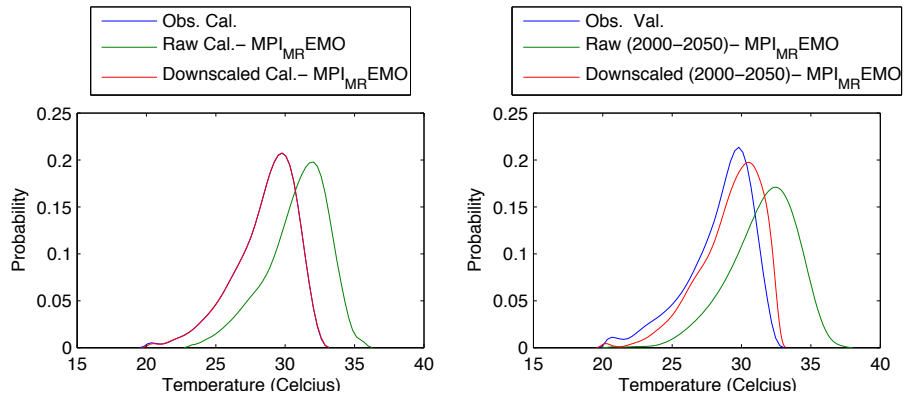 Obs. Cal.
Raw Cal.– MPI_MR EMO
Downscaled Cal.– MPI_MR EMO
0.25
0.2
0.15
0.1
0.05
0
Probability
15 20 25 30 35 40
Temperature (Celcius)
Obs. Val.
Raw (2000–2050)– MPI_MR EMO
Downscaled (2000–2050)– MPI_MR EMO
0.25
0.2
0.15
0.1
0.05
0
Probability
15 20 25 30 35 40
Temperature (Celcius)